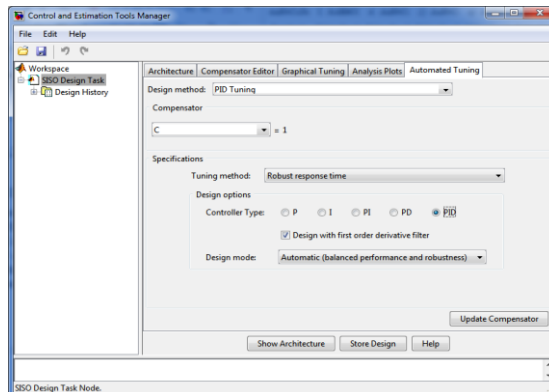 Control and Estimation Tools Manager
File Edit Help
Workspace
SISO Design Task
Design History
Architecture Compensator Editor Graphical Tuning Analysis Plots Automated Tuning
Design method: PID Tuning
Compensator
C = 1
Specifications
Tuning method: Robust response time
Design options
Controller Type: P I PI PD PID
Design with first order derivative filter
Design mode: Automatic (balanced performance and robustness)
Update Compensator
Show Architecture Store Design Help
SISO Design Task Node.